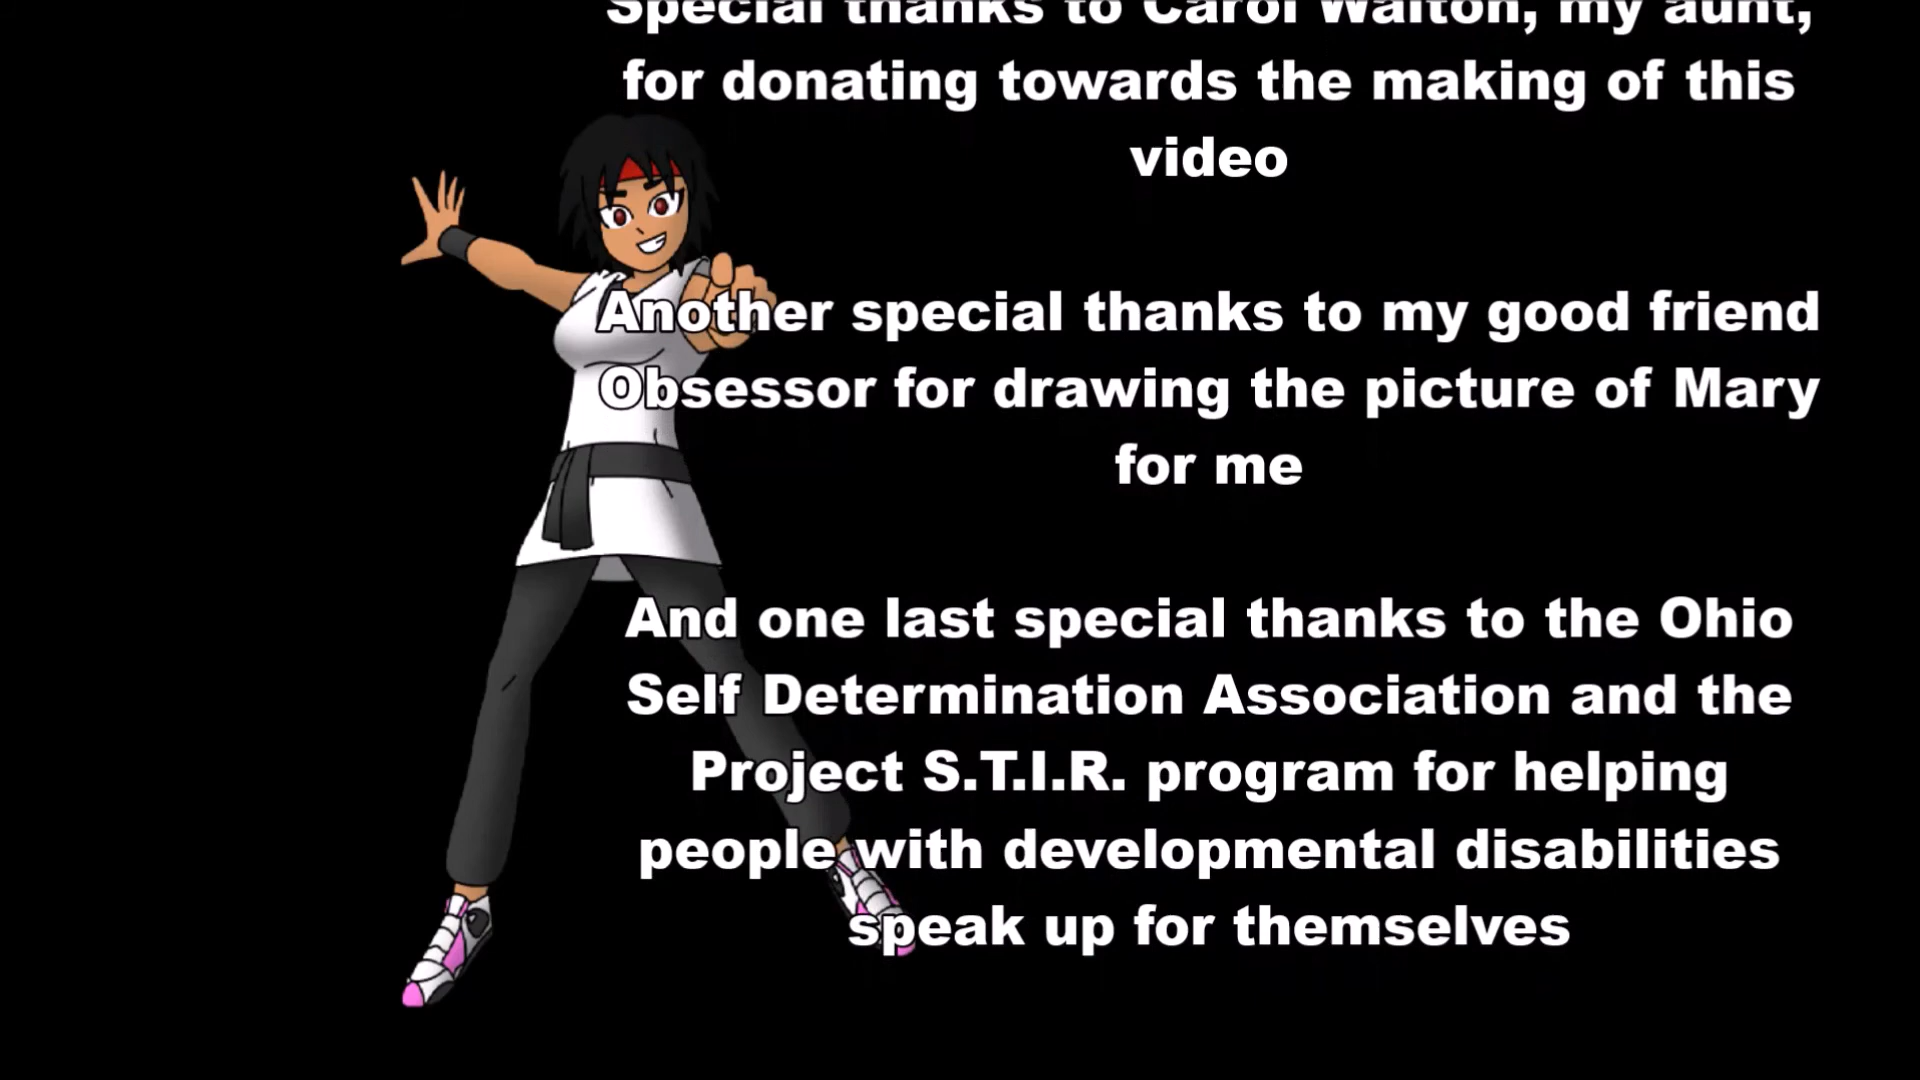 Special thanks to Carol Walton, my aunt,
for donating towards the making of this
video
Another special thanks to my good friend
Obsessor for drawing the picture of Mary
for me
And one last special thanks to the Ohio
Self Determination Association and the
Project S.T.I.R. program for helping
people with developmental disabilities
speak up for themselves